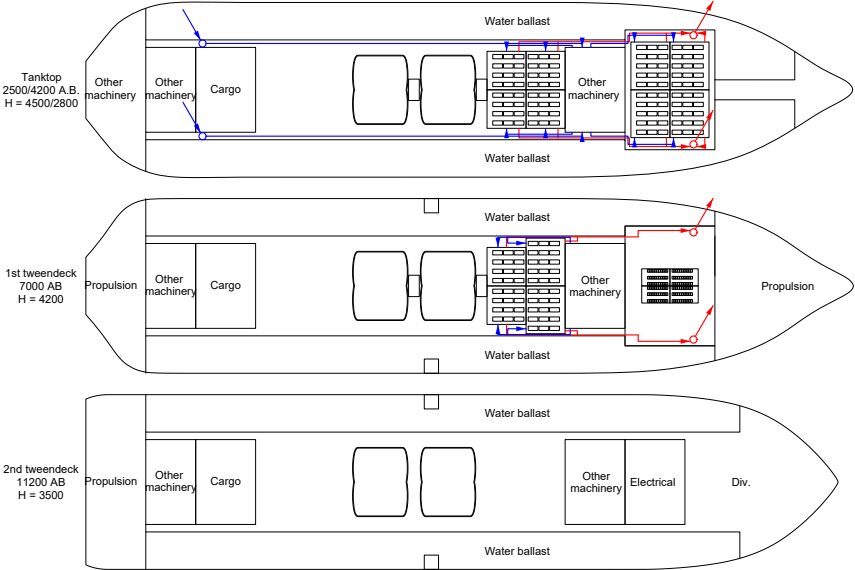 Water ballast
Tanktop
2500/4200 A.B.
H = 4500/2800
Other
machinery
Other
machinery
Cargo
Other
machinery
Water ballast
Water ballast
1st tweendeck
7000 AB
H = 4200
Propulsion
Other
machinery
Cargo
Other
machinery
Propulsion
Water ballast
Water ballast
2nd tweendeck
11200 AB
H = 3500
Propulsion
Other
machinery
Cargo
Other
machinery
Electrical
Div.
Water ballast